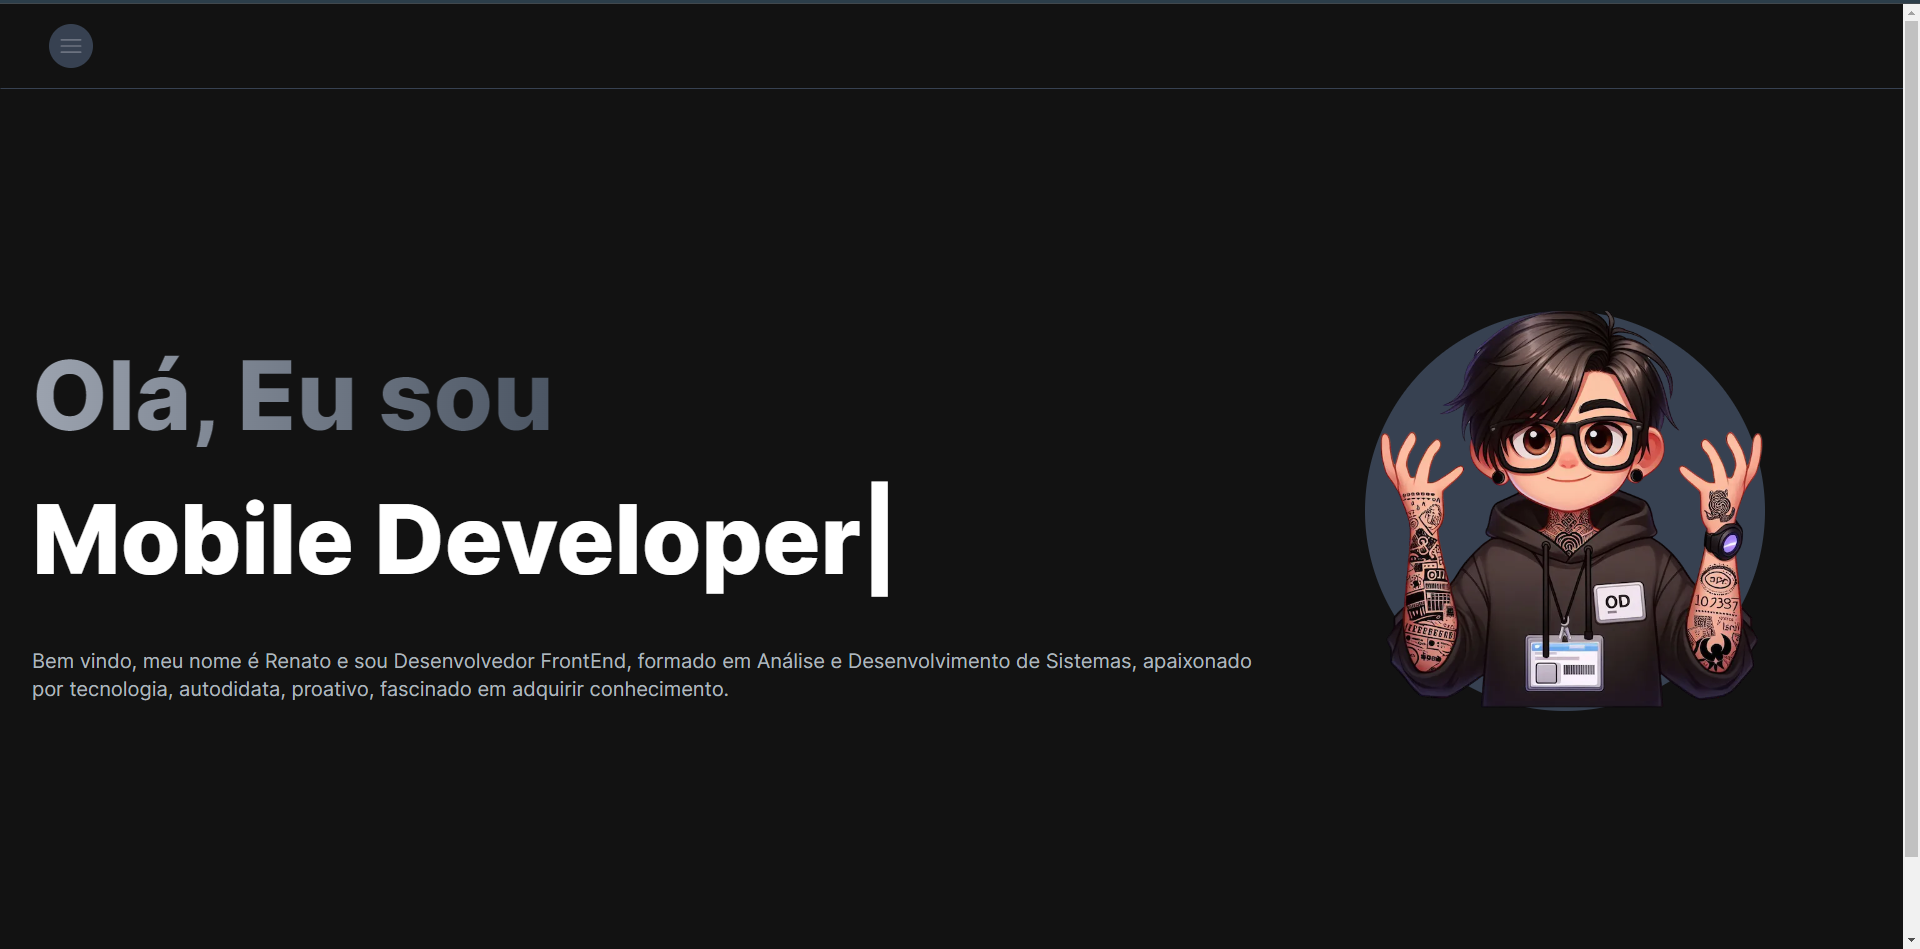 Olá, Eu sou
Mobile Developer
Bem vindo, meu nome é Renato e sou Desenvolvedor FrontEnd, formado em Análise e Desenvolvimento de Sistemas, apaixonado
por tecnologia, autodidata, proativo, fascinado em adquirir conhecimento.
OD